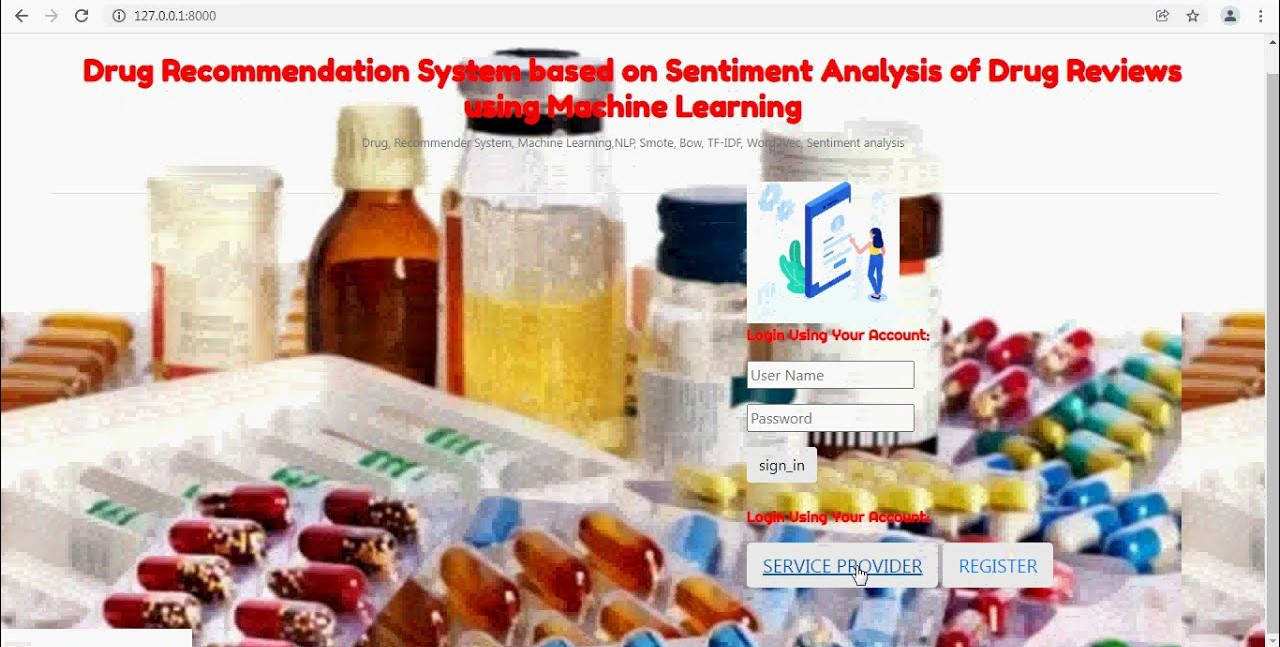 127.0.0.1:8000
Drug Recommendation System based on Sentiment Analysis of Drug Reviews
using Machine Learning
Drug, Recommender System, Machine Learning,NLP, Smote, Bow, TF-IDF, Word2Vec, Sentiment analysis
Login Using Your Account:
User Name
Password
sign_in
Login Using Your Account:
SERVICE PROVIDER REGISTER